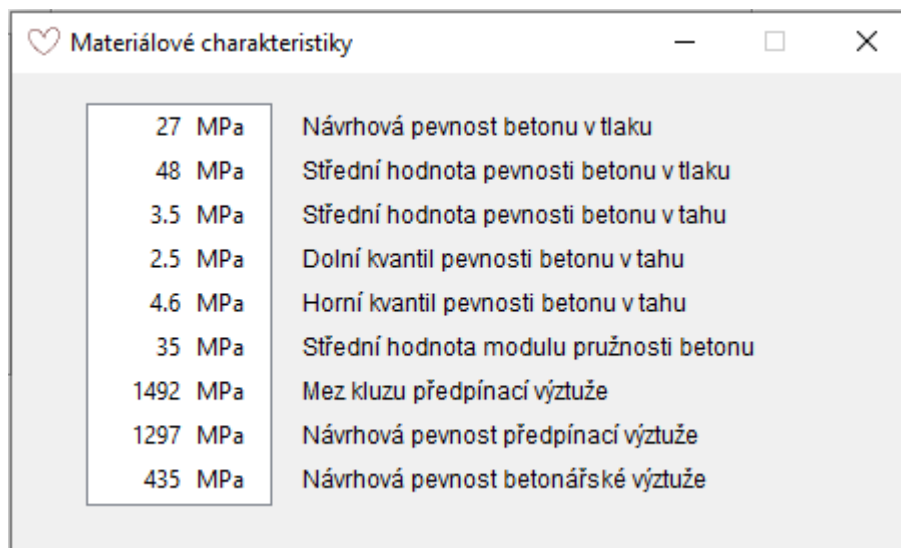 Materiálové charakteristiky
27 MPa Návrhová pevnost betonu v tlaku
48 MPa Střední hodnota pevnosti betonu v tlaku
3.5 MPa Střední hodnota pevnosti betonu v tahu
2.5 MPa Dolní kvantil pevnosti betonu v tahu
4.6 MPa Horní kvantil pevnosti betonu v tahu
35 MPa Střední hodnota modulu pružnosti betonu
1492 MPa Mez kluzu předpínací výztuže
1297 MPa Návrhová pevnost předpínací výztuže
435 MPa Návrhová pevnost betonářské výztuže